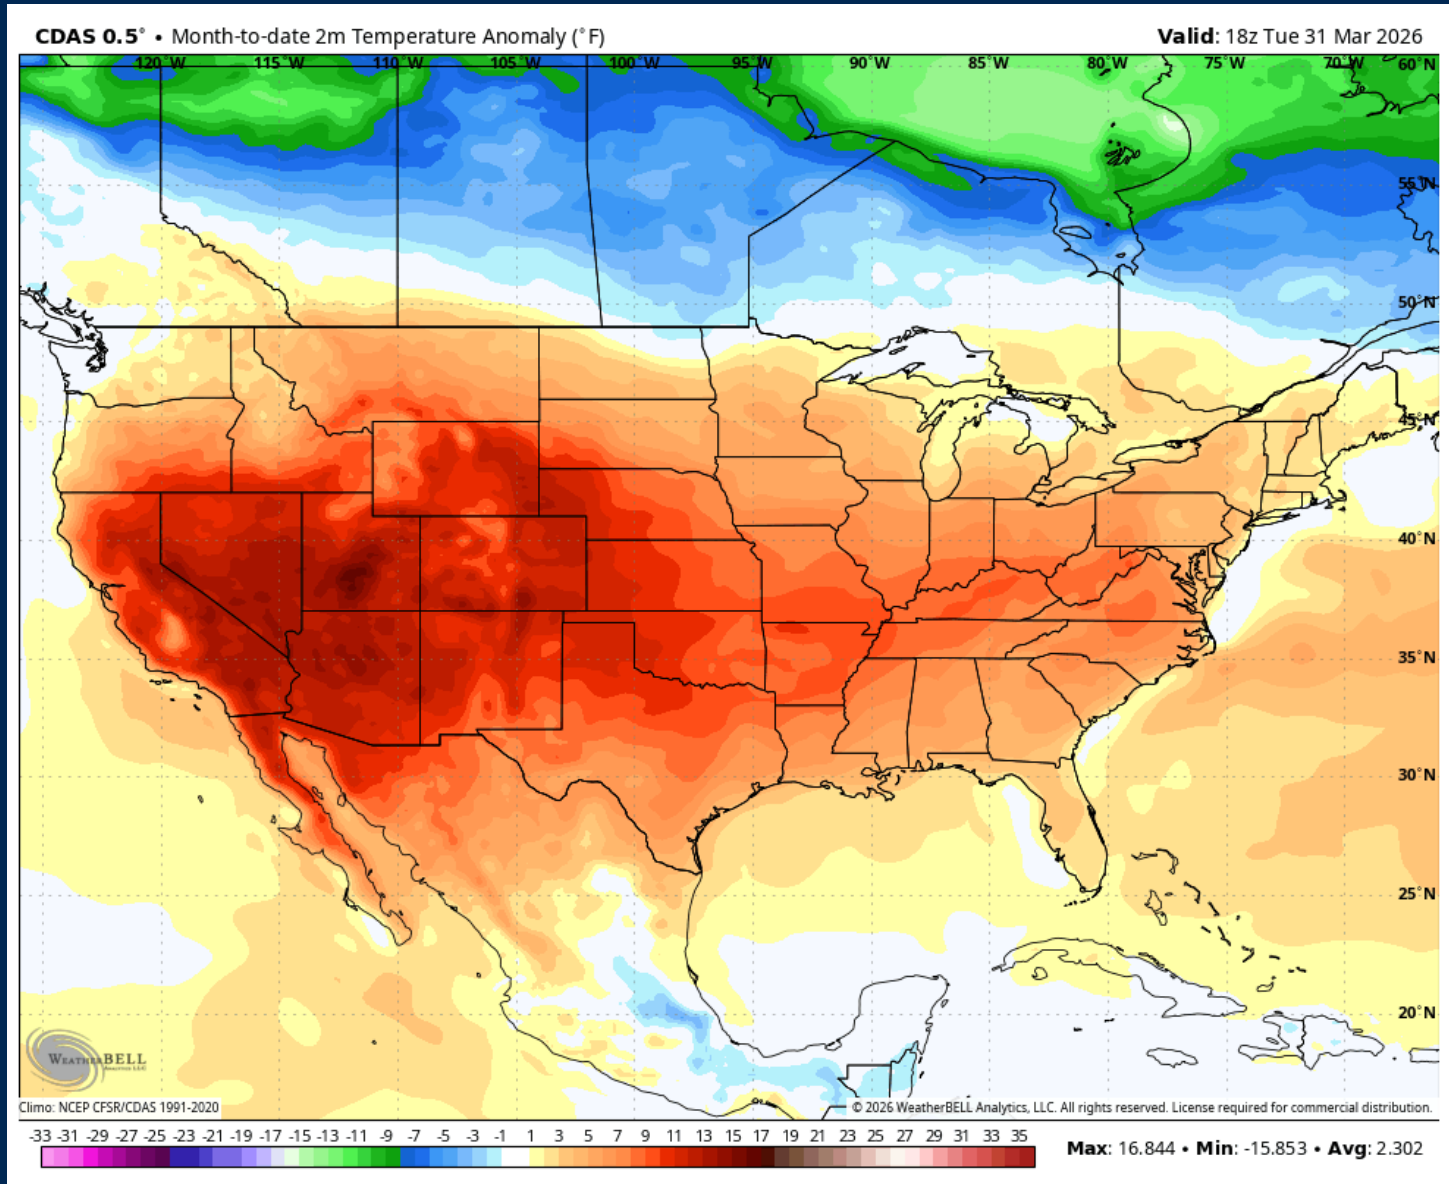 CDAS 0.5° • Month-to-date 2m Temperature Anomaly (°F)
Valid: 18z Tue 31 Mar 2026
120°W 115°W 110°W 105°W 100°W 95°W 90°W 85°W 80°W 75°W 70°W 60°N
55°N
50°N
45°N
40°N
35°N
30°N
25°N
20°N
WEATHERBELL
Analytics LLC
Climo: NCEP CFSR/CDAS 1991-2020
© 2026 WeatherBELL Analytics, LLC. All rights reserved. License required for commercial distribution.
-33 -31 -29 -27 -25 -23 -21 -19 -17 -15 -13 -11 -9 -7 -5 -3 -1 1 3 5 7 9 11 13 15 17 19 21 23 25 27 29 31 33 35
Max: 16.844 • Min: -15.853 • Avg: 2.302